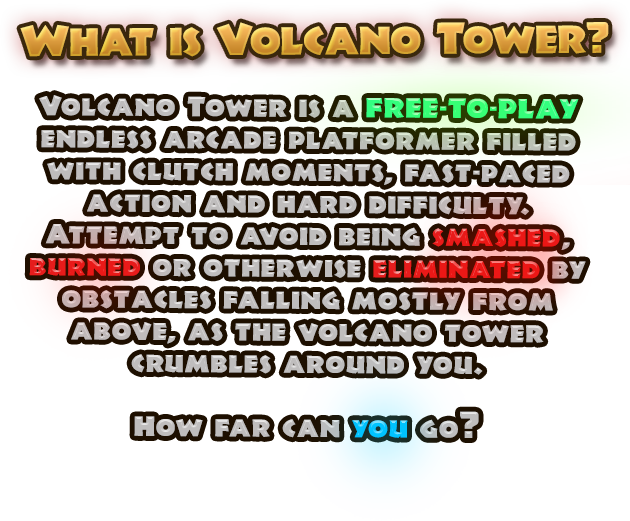 What is Volcano Tower?
Volcano Tower is a free-to-play
endless arcade platformer filled
with clutch moments, fast-paced
action and hard difficulty.
Attempt to avoid being smashed,
burned or otherwise eliminated by
obstacles falling mostly from
above, as the volcano tower
crumbles around you.
How far can you go?